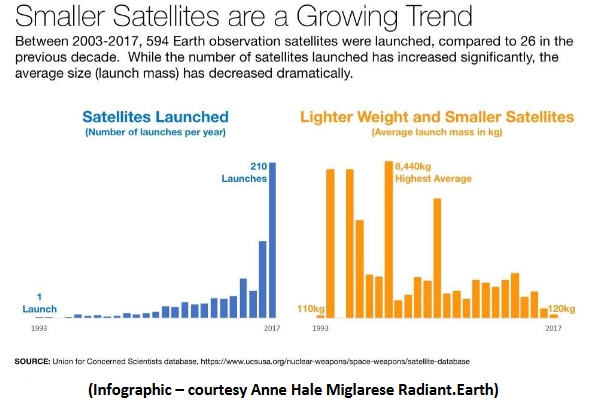 Smaller Satellites are a Growing Trend
Between 2003-2017, 594 Earth observation satellites were launched, compared to 26 in the
previous decade. While the number of satellites launched has increased significantly, the
average size (launch mass) has decreased dramatically.
Satellites Launched
(Number of launches per year)
210
Launches
1
Launch
1993
2017
Lighter Weight and Smaller Satellites
(Average launch mass in kg)
8,440kg
Highest Average
110kg
120kg
1993
2017
SOURCE: Union for Concerned Scientists database, https://www.ucsusa.org/nuclear-weapons/space-weapons/satellite-database
(Infographic – courtesy Anne Hale Miglarese Radiant.Earth)